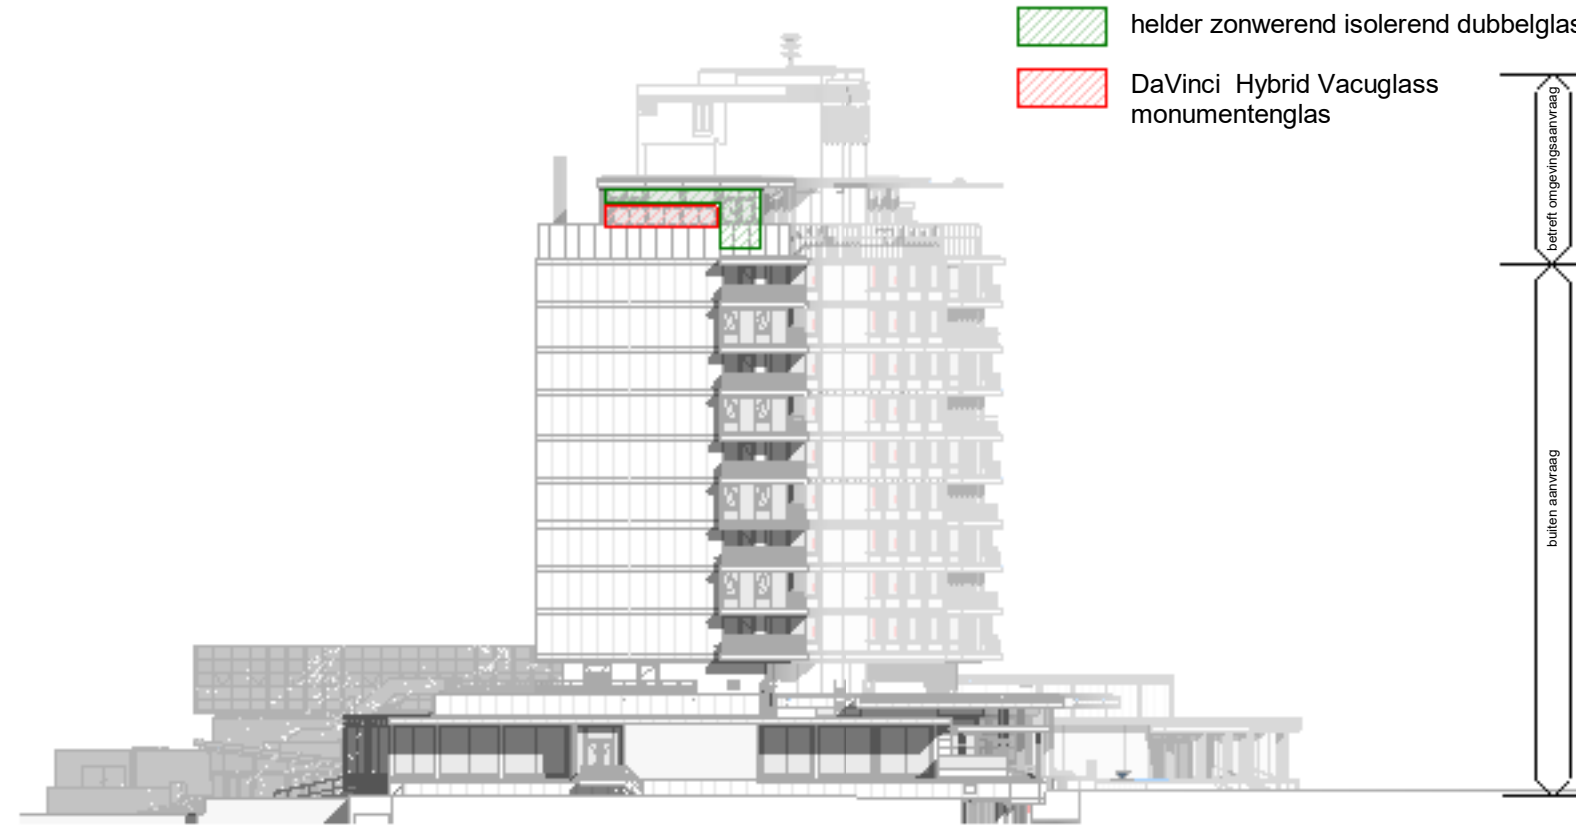 helder zonwerend isolerend dubbelglas
DaVinci Hybrid Vacuglass
monumentenglas
betreft omgevingsaanvraag
buiten aanvraag